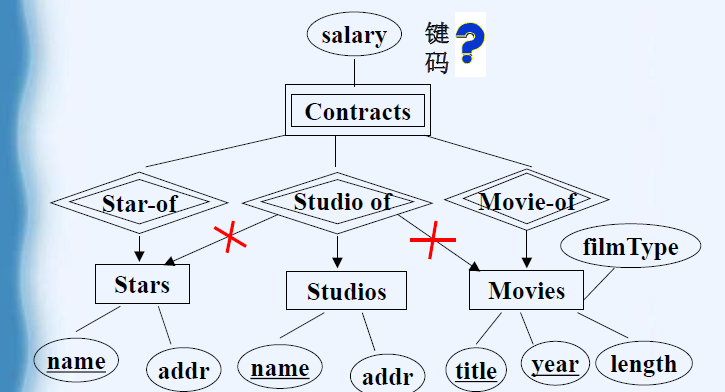 salary
键
码
?
Contracts
Star-of
Studio of
Movie-of
filmType
Stars
Studios
Movies
name
addr
name
addr
title
year
length